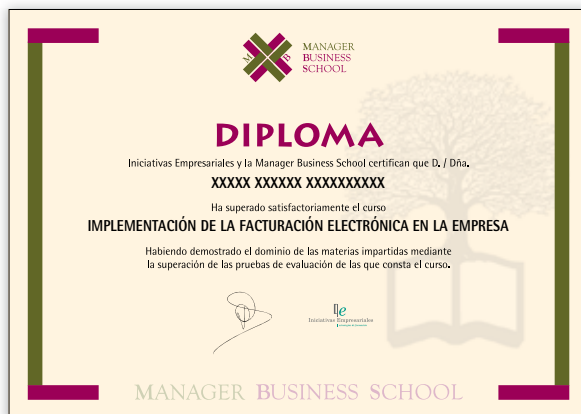 M B
MANAGER
BUSINESS
SCHOOL
DIPLOMA
Iniciativas Empresariales y la Manager Business School certifican que D. / Dña.
XXXXX XXXXXX XXXXXXXXXX
Ha superado satisfactoriamente el curso
IMPLEMENTACIÓN DE LA FACTURACIÓN ELECTRÓNICA EN LA EMPRESA
Habiendo demostrado el dominio de las materias impartidas mediante
la superación de las pruebas de evaluación de las que consta el curso.
Iniciativas Empresariales
MANAGER BUSINESS SCHOOL